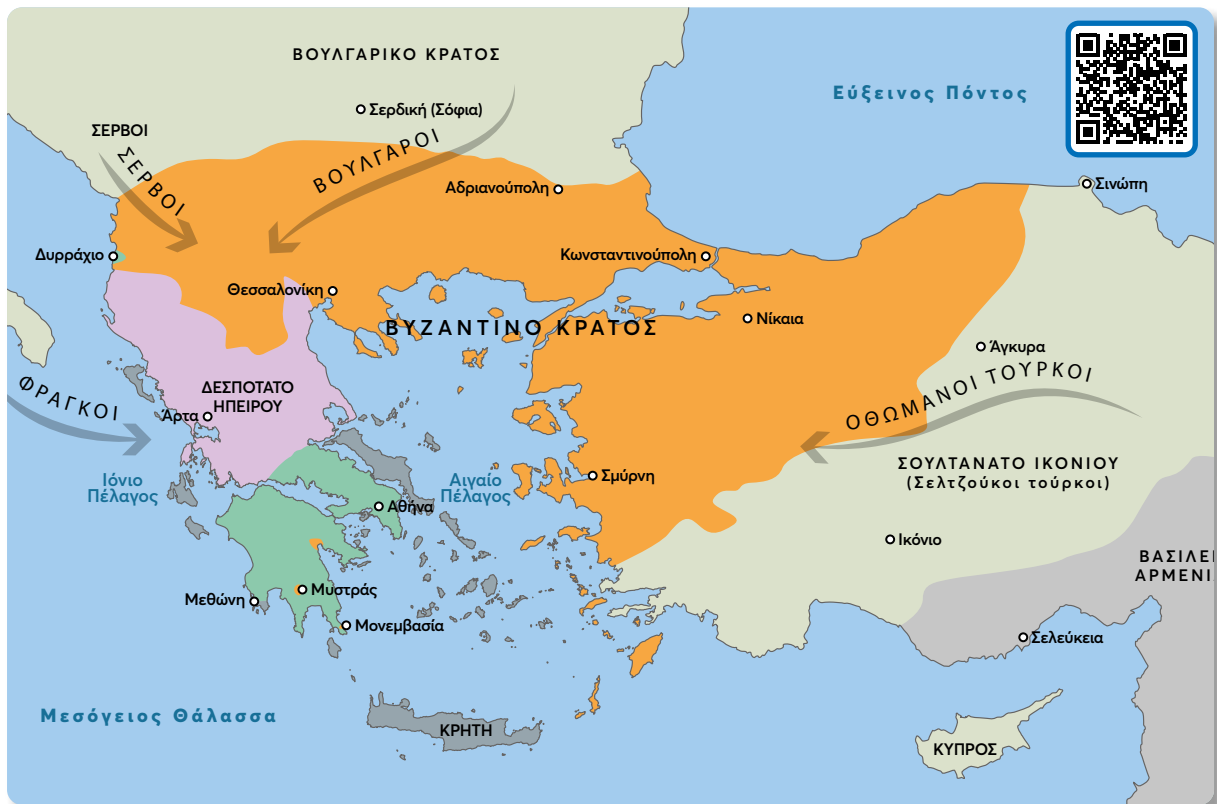 ΒΟΥΛΓΑΡΙΚΟ ΚΡΑΤΟΣ
Εύξεινος Πόντος
Σερδική (Σόφια)
ΣΕΡΒΟΙ
ΣΕΡΒΟΙ
ΒΟΥΛΓΑΡΟΙ
Αδριανούπολη
Σινώπη
Δυρράχιο
Κωνσταντινούπολη
Θεσσαλονίκη
Νίκαια
ΒΥΖΑΝΤΙΝΟ ΚΡΑΤΟΣ
Άγκυρα
ΦΡΑΓΚΟΙ
ΔΕΣΠΟΤΑΤΟ
ΗΠΕΙΡΟΥ
Άρτα
ΟΘΩΜΑΝΟΙ ΤΟΥΡΚΟΙ
ΣΟΥΛΤΑΝΑΤΟ ΙΚΟΝΙΟΥ
(Σελτζούκοι τούρκοι)
Ιόνιο
Πέλαγος
Αιγαίο
Πέλαγος
Σμύρνη
Αθήνα
Ικόνιο
ΒΑΣΙΛΕΙ
ΑΡΜΕΝΙ
Μυστράς
Μεθώνη
Μονεμβασία
Σελεύκεια
Μεσόγειος Θάλασσα
ΚΡΗΤΗ
ΚΥΠΡΟΣ